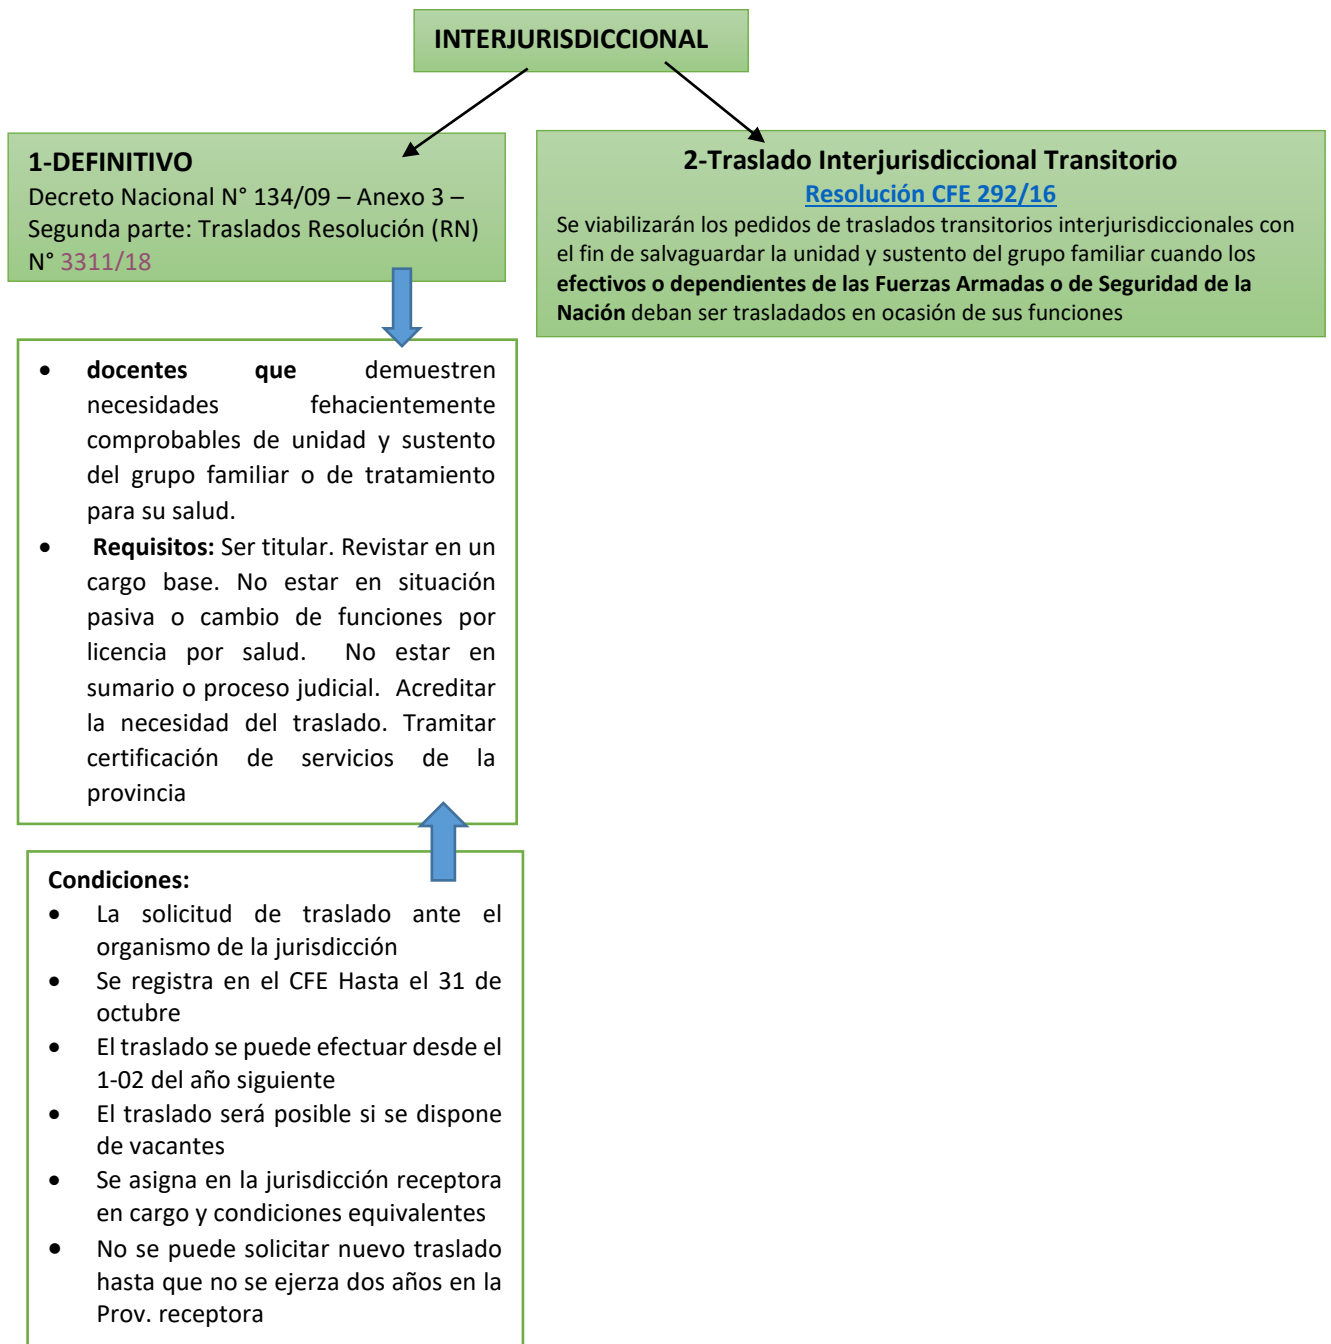 INTERJURISDICCIONAL
1-DEFINITIVO
Decreto Nacional N° 134/09 – Anexo 3 –
Segunda parte: Traslados Resolución (RN)
N° 3311/18
2-Traslado Interjurisdiccional Transitorio
Resolución CFE 292/16
Se viabilizarán los pedidos de traslados transitorios interjurisdiccionales con
el fin de salvaguardar la unidad y sustento del grupo familiar cuando los
efectivos o dependientes de las Fuerzas Armadas o de Seguridad de la
Nación deban ser trasladados en ocasión de sus funciones
• docentes que demuestren
necesidades fehacientemente
comprobables de unidad y sustento
del grupo familiar o de tratamiento
para su salud.
• Requisitos: Ser titular. Revistar en un
cargo base. No estar en situación
pasiva o cambio de funciones por
licencia por salud. No estar en
sumario o proceso judicial. Acreditar
la necesidad del traslado. Tramitar
certificación de servicios de la
provincia
Condiciones:
• La solicitud de traslado ante el
organismo de la jurisdicción
• Se registra en el CFE Hasta el 31 de
octubre
• El traslado se puede efectuar desde el
1-02 del año siguiente
• El traslado será posible si se dispone
de vacantes
• Se asigna en la jurisdicción receptora
en cargo y condiciones equivalentes
• No se puede solicitar nuevo traslado
hasta que no se ejerza dos años en la
Prov. receptora